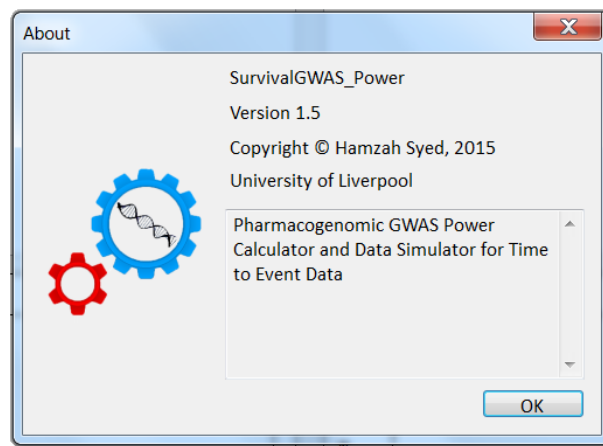 About
SurvivalGWAS_Power
Version 1.5
Copyright © Hamzah Syed, 2015
University of Liverpool
Pharmacogenomic GWAS Power
Calculator and Data Simulator for Time
to Event Data
OK